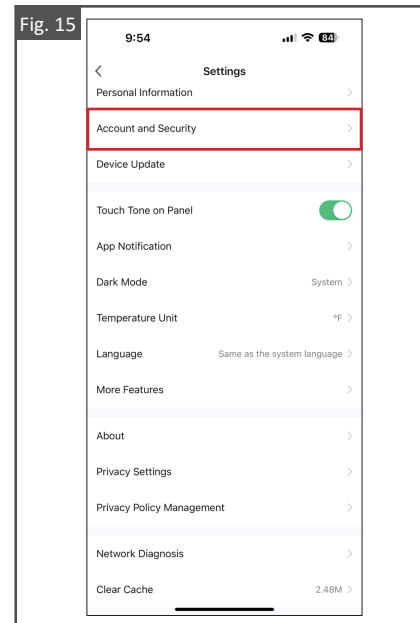 Fig. 15
9:54 84
Settings
Personal Information
Account and Security
Device Update
Touch Tone on Panel
App Notification
Dark Mode System
Temperature Unit °F
Language Same as the system language
More Features
About
Privacy Settings
Privacy Policy Management
Network Diagnosis
Clear Cache 2.48M